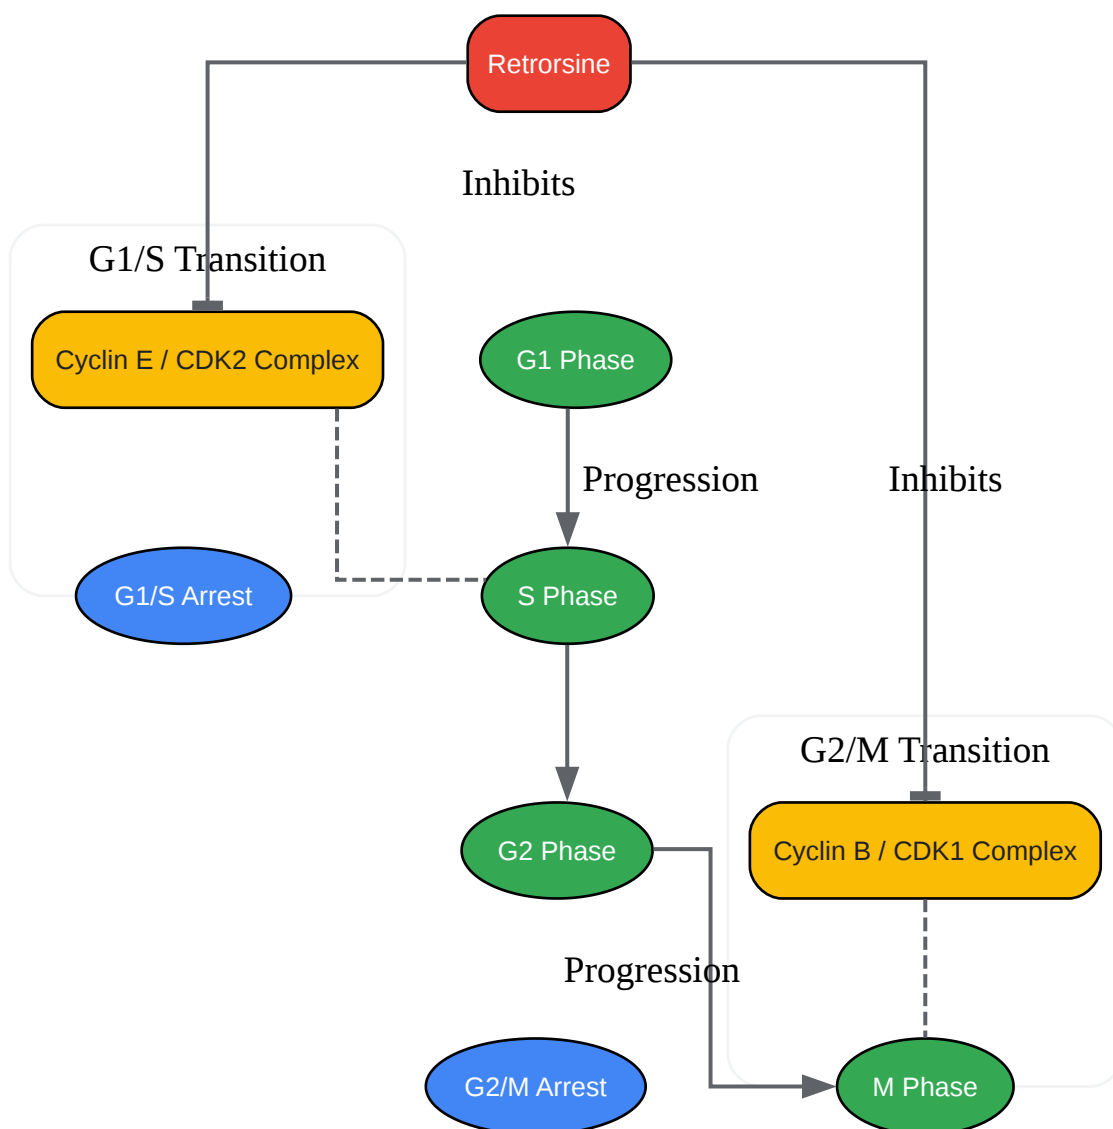 Retrorsine
Inhibits
G1/S Transition
Cyclin E / CDK2 Complex
G1 Phase
Progression
Inhibits
G1/S Arrest
S Phase
G2/M Transition
G2 Phase
Cyclin B / CDK1 Complex
Progression
G2/M Arrest
M Phase